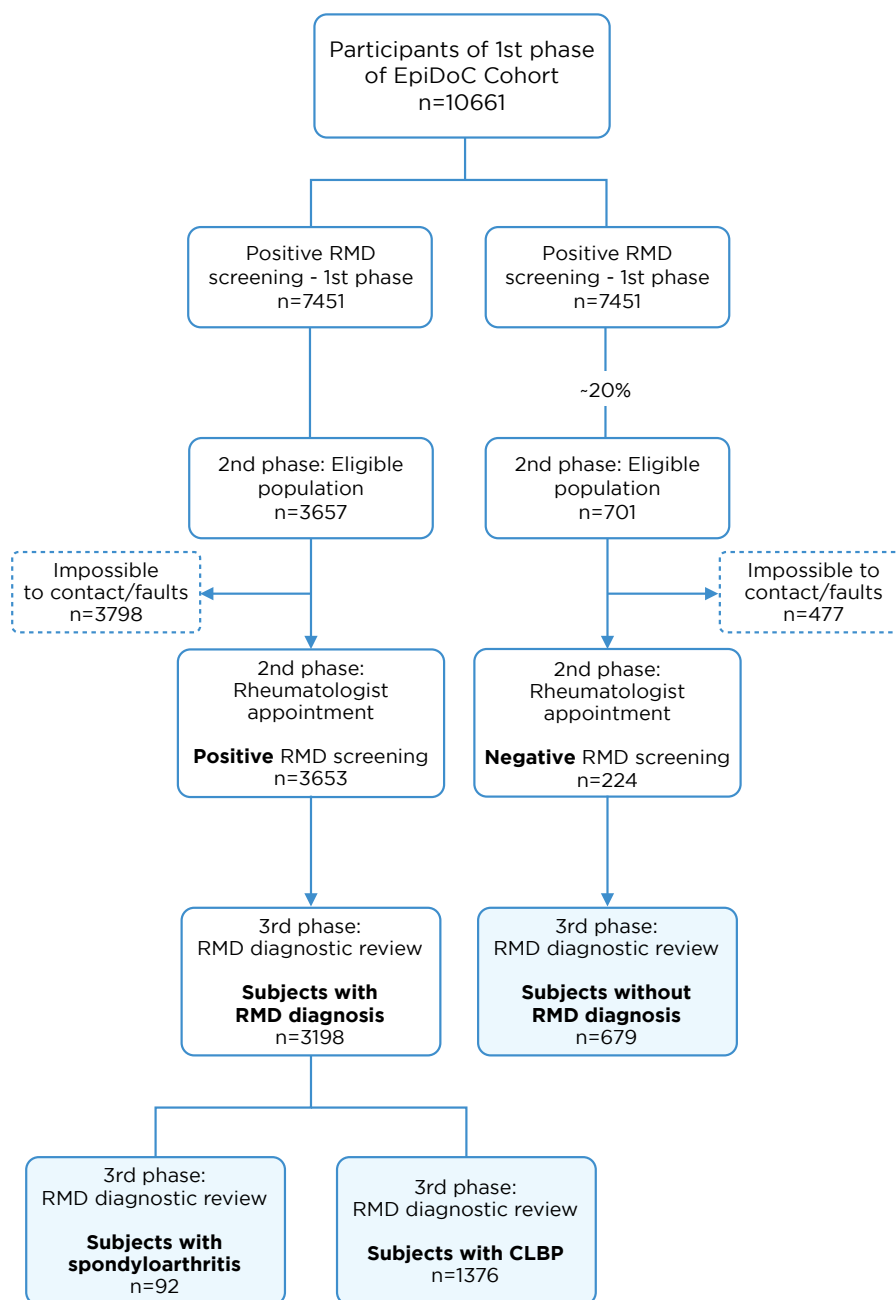 Participants of 1st phase
of EpiDoC Cohort
n=10661
Positive RMD
screening - 1st phase
n=7451
Positive RMD
screening - 1st phase
n=7451
~20%
2nd phase: Eligible
population
n=3657
2nd phase: Eligible
population
n=701
Impossible
to contact/faults
n=3798
Impossible to
contact/faults
n=477
2nd phase:
Rheumatologist
appointment
Positive RMD screening
n=3653
2nd phase:
Rheumatologist
appointment
Negative RMD screening
n=224
3rd phase:
RMD diagnostic review
Subjects with
RMD diagnosis
n=3198
3rd phase:
RMD diagnostic review
Subjects without
RMD diagnosis
n=679
3rd phase:
RMD diagnostic review
Subjects with
spondyloarthritis
n=92
3rd phase:
RMD diagnostic review
Subjects with CLBP
n=1376